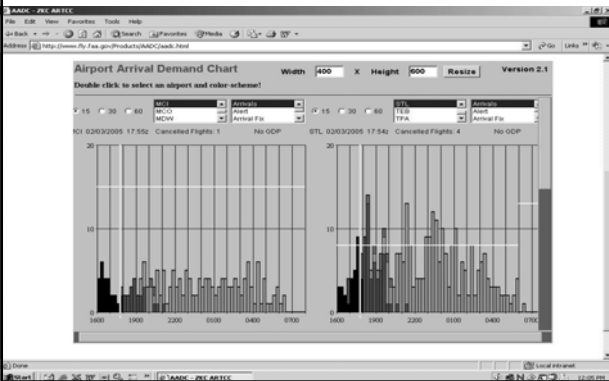 AADC - ZKC ARTCC
File Edit View Favorites Tools Help
Back Search Favorites Media
Address http://www.fly.faa.gov/Products/AADC/aadc.html Go Links
Airport Arrival Demand Chart Width 400 X Height 600 Resize Version 2.1
Double click to select an airport and color-scheme!
15 30 60 MCI MCO MDW Arrivals Alert Arrival Fix
15 30 60 STL TEB TPA Arrivals Alert Arrival Fix
MCI 02/03/2005 17:55z Cancelled Flights: 1 No GDP
STL 02/03/2005 17:54z Cancelled Flights: 4 No GDP
20
10
0
1600 1900 2200 0100 0400 0700
20
10
0
1600 1900 2200 0100 0400 0700
Done Local intranet
Start AADC - ZKC ARTCC 12:05 PM